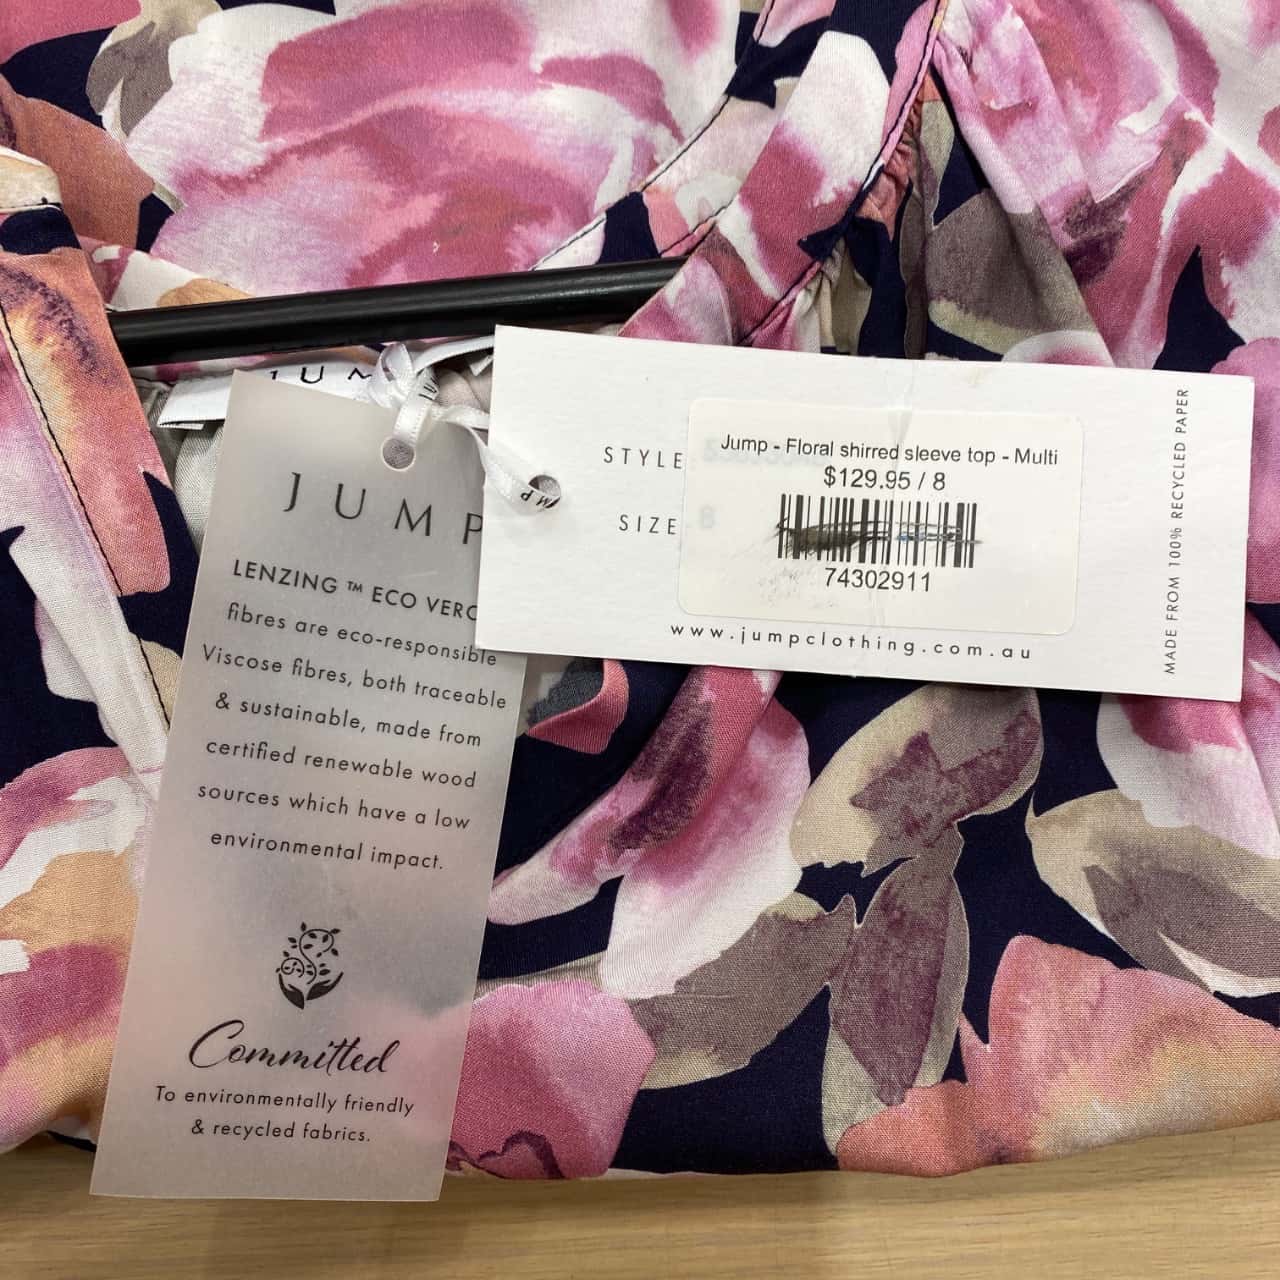 JUMP
LENZING ™ ECO VERO
fibres are eco-responsible
Viscose fibres, both traceable
& sustainable, made from
certified renewable wood
sources which have a low
environmental impact.
Committed
To environmentally friendly
& recycled fabrics.
STYLE
SIZE 8
Jump - Floral shirred sleeve top - Multi
$129.95 / 8
74302911
www.jumpclothing.com.au
MADE FROM 100% RECYCLED PAPER